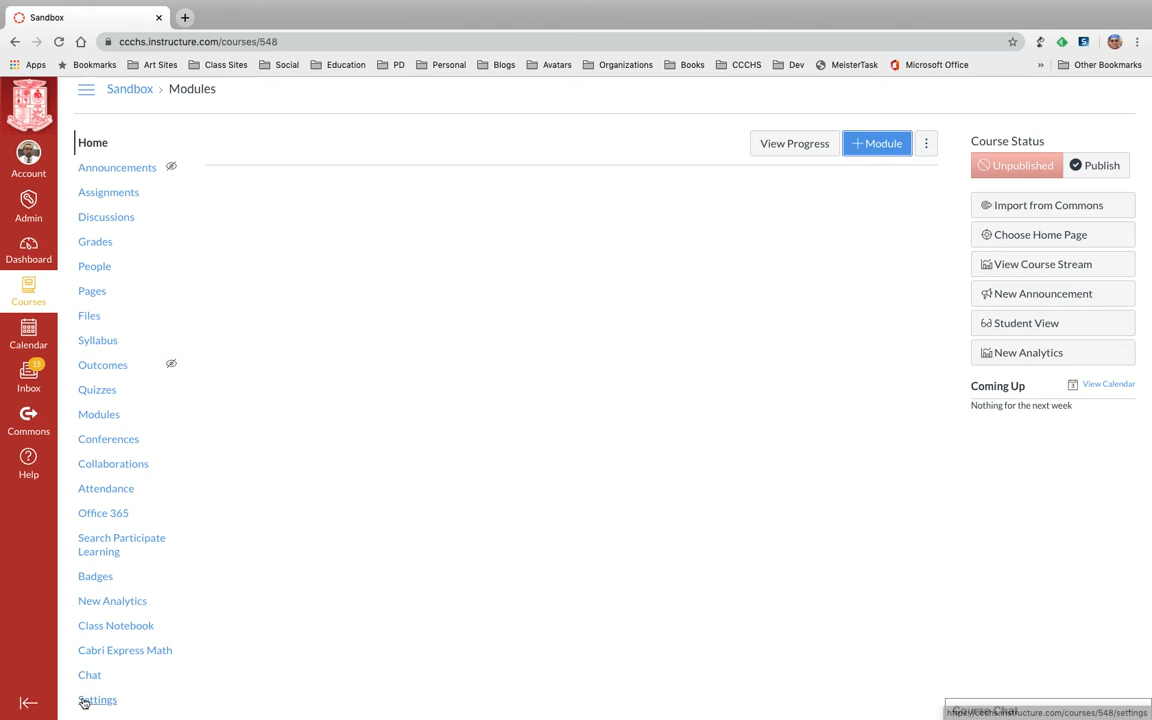 Sandbox
ccchs.instructure.com/courses/548
Apps
Bookmarks
Art Sites
Class Sites
Social
Education
PD
Personal
Blogs
Avatars
Organizations
Books
CCCHS
Dev
MeisterTask
Microsoft Office
»
Other Bookmarks
Sandbox › Modules
Account
Admin
Dashboard
Courses
Calendar
15
Inbox
Commons
Help
Home
Announcements
Assignments
Discussions
Grades
People
Pages
Files
Syllabus
Outcomes
Quizzes
Modules
Conferences
Collaborations
Attendance
Office 365
Search Participate
Learning
Badges
New Analytics
Class Notebook
Cabri Express Math
Chat
Settings
View Progress
+ Module
Course Status
Unpublished
Publish
Import from Commons
Choose Home Page
View Course Stream
New Announcement
Student View
New Analytics
Coming Up
View Calendar
Nothing for the next week
https://ccchs.instructure.com/courses/548/settings